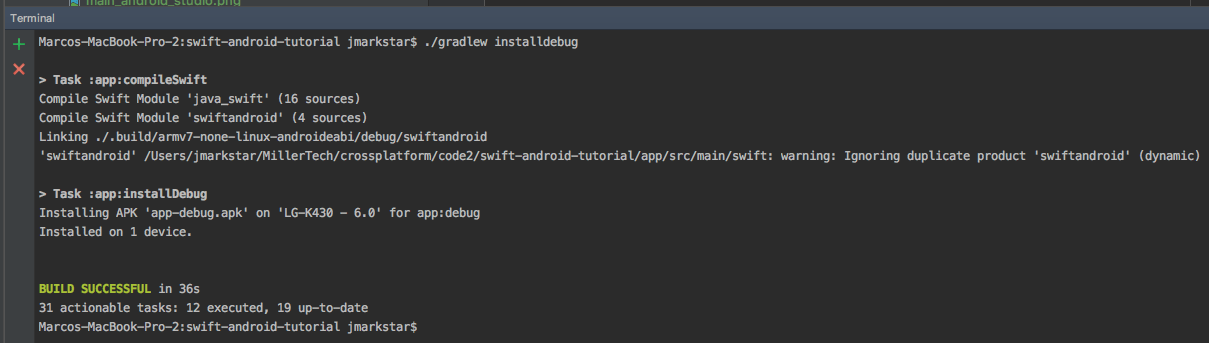 main_android_studio.png
Terminal
Marcos-MacBook-Pro-2:swift-android-tutorial jmarkstar$ ./gradlew installdebug
> Task :app:compileSwift
Compile Swift Module 'java_swift' (16 sources)
Compile Swift Module 'swiftandroid' (4 sources)
Linking ./.build/armv7-none-linux-androideabi/debug/swiftandroid
'swiftandroid' /Users/jmarkstar/MillerTech/crossplatform/code2/swift-android-tutorial/app/src/main/swift: warning: Ignoring duplicate product 'swiftandroid' (dynamic)
> Task :app:installDebug
Installing APK 'app-debug.apk' on 'LG-K430 - 6.0' for app:debug
Installed on 1 device.
BUILD SUCCESSFUL in 36s
31 actionable tasks: 12 executed, 19 up-to-date
Marcos-MacBook-Pro-2:swift-android-tutorial jmarkstar$